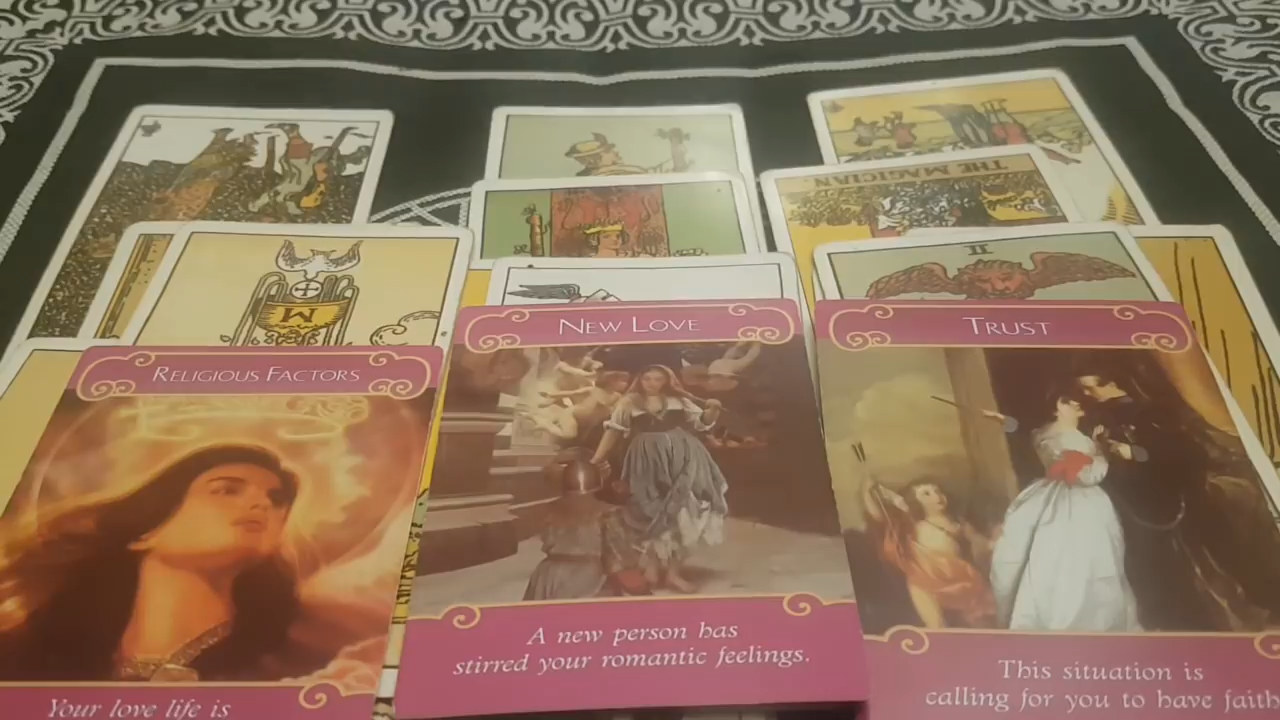 THE MAGICIAN
II
Religious Factors
New Love
Trust
A new person has
stirred your romantic feelings.
This situation is
calling for you to have faith
Your love life is